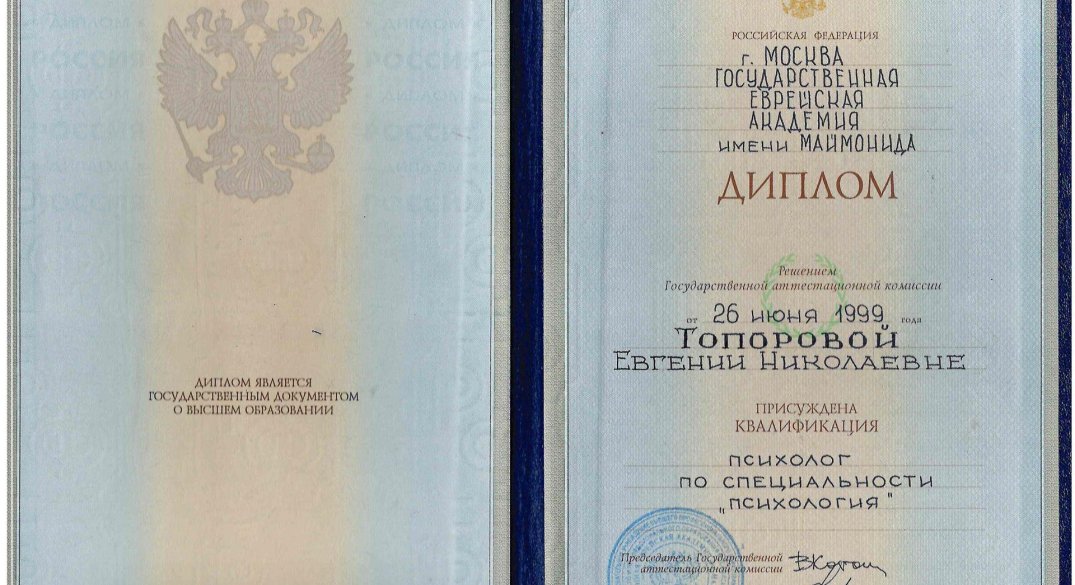 ДИПЛОМ ЯВЛЯЕТСЯ
ГОСУДАРСТВЕННЫМ ДОКУМЕНТОМ
О ВЫСШЕМ ОБРАЗОВАНИИ
РОССИЙСКАЯ ФЕДЕРАЦИЯ
г. МОСКВА
ГОСУДАРСТВЕННАЯ
ЕВРЕЙСКАЯ
АКАДЕМИЯ
ИМЕНИ МАЙМОНИДА
ДИПЛОМ
Решением
Государственной аттестационной комиссии
от 26 июня 1999 года
ТОПОРОВОЙ
ЕВГЕНИИ НИКОЛАЕВНЕ
ПРИСУЖДЕНА
КВАЛИФИКАЦИЯ
ПСИХОЛОГ
ПО СПЕЦИАЛЬНОСТИ
„ПСИХОЛОГИЯ"
Председатель Государственной
аттестационной комиссии